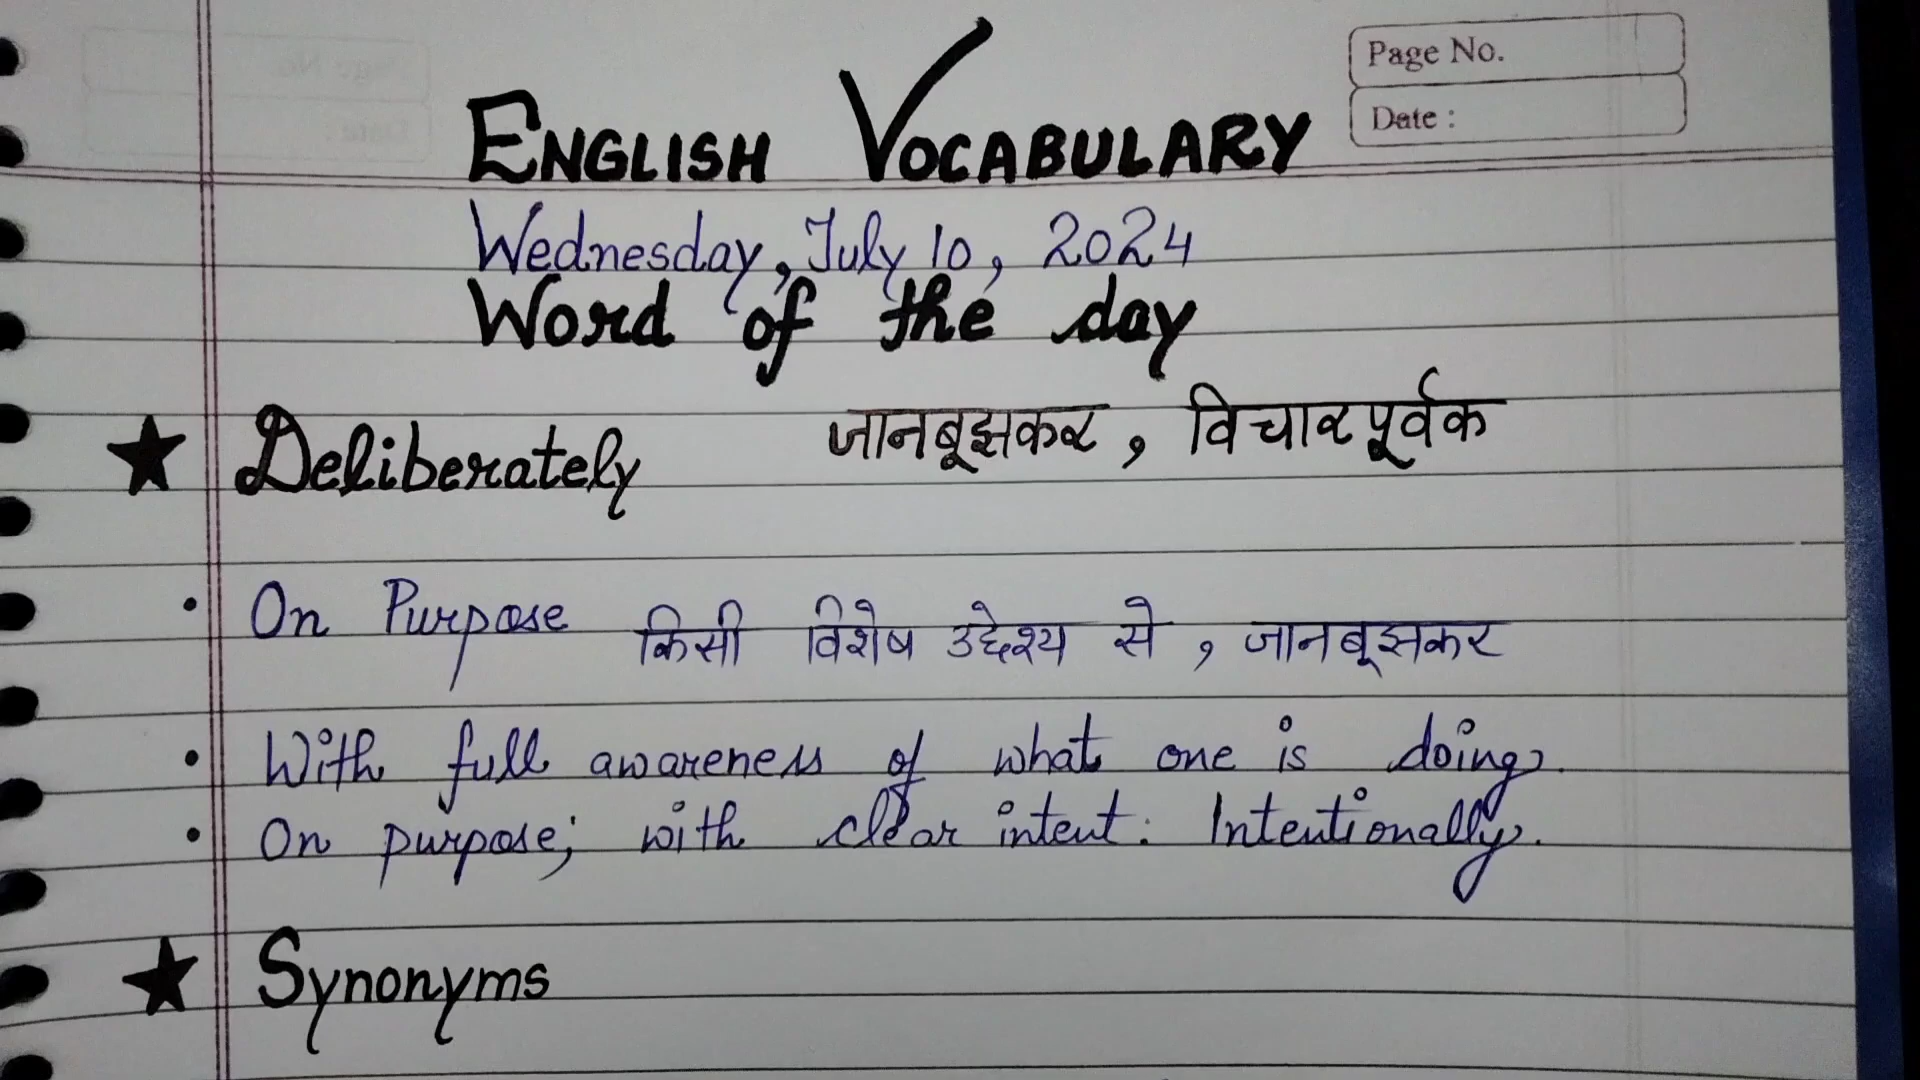 Page No.
Date :
ENGLISH VOCABULARY
Wednesday, July 10, 2024
Word of the day
★ Deliberately जानबूझकर, विचारपूर्वक
• On Purpose किसी विशेष उद्देश्य से, जानबूझकर
• With full awareness of what one is doing.
• On purpose; with clear intent: Intentionally.
★ Synonyms